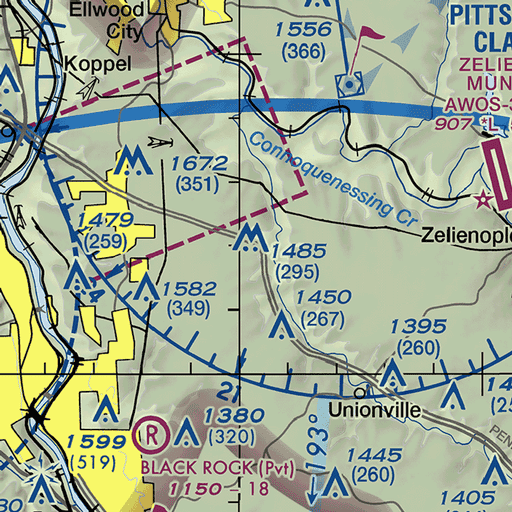 Ellwood
City
1556
(366)
PITTS
CLA
ZELIE
MUN
AWOS-3
907 *L
Koppel
Connoquenessing Cr
1672
(351)
1479
(259)
Zelienople
1485
(295)
1582
(349)
1450
(267)
1395
(260)
21
1380
(320)
Unionville
1599
(519)
R
BLACK ROCK (Pvt)
1150 - 18
193°
1445
(260)
1405
PEN